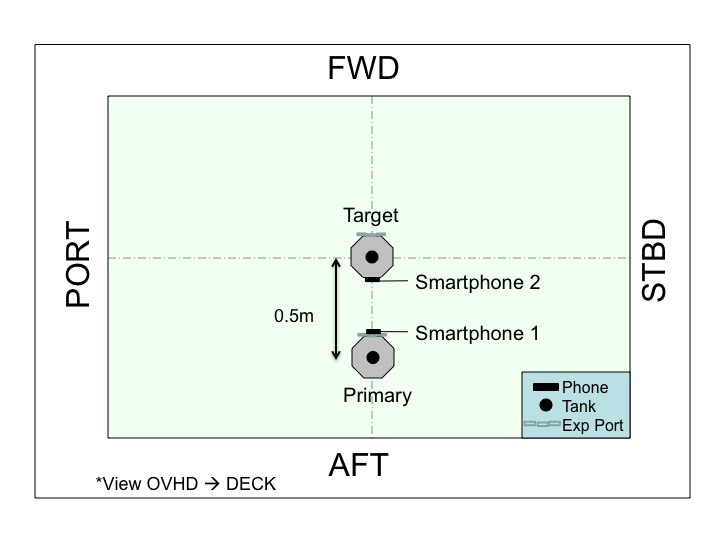 FWD
PORT
STBD
Target
Smartphone 2
0.5m
Smartphone 1
Primary
Phone
Tank
Exp Port
AFT
*View OVHD → DECK